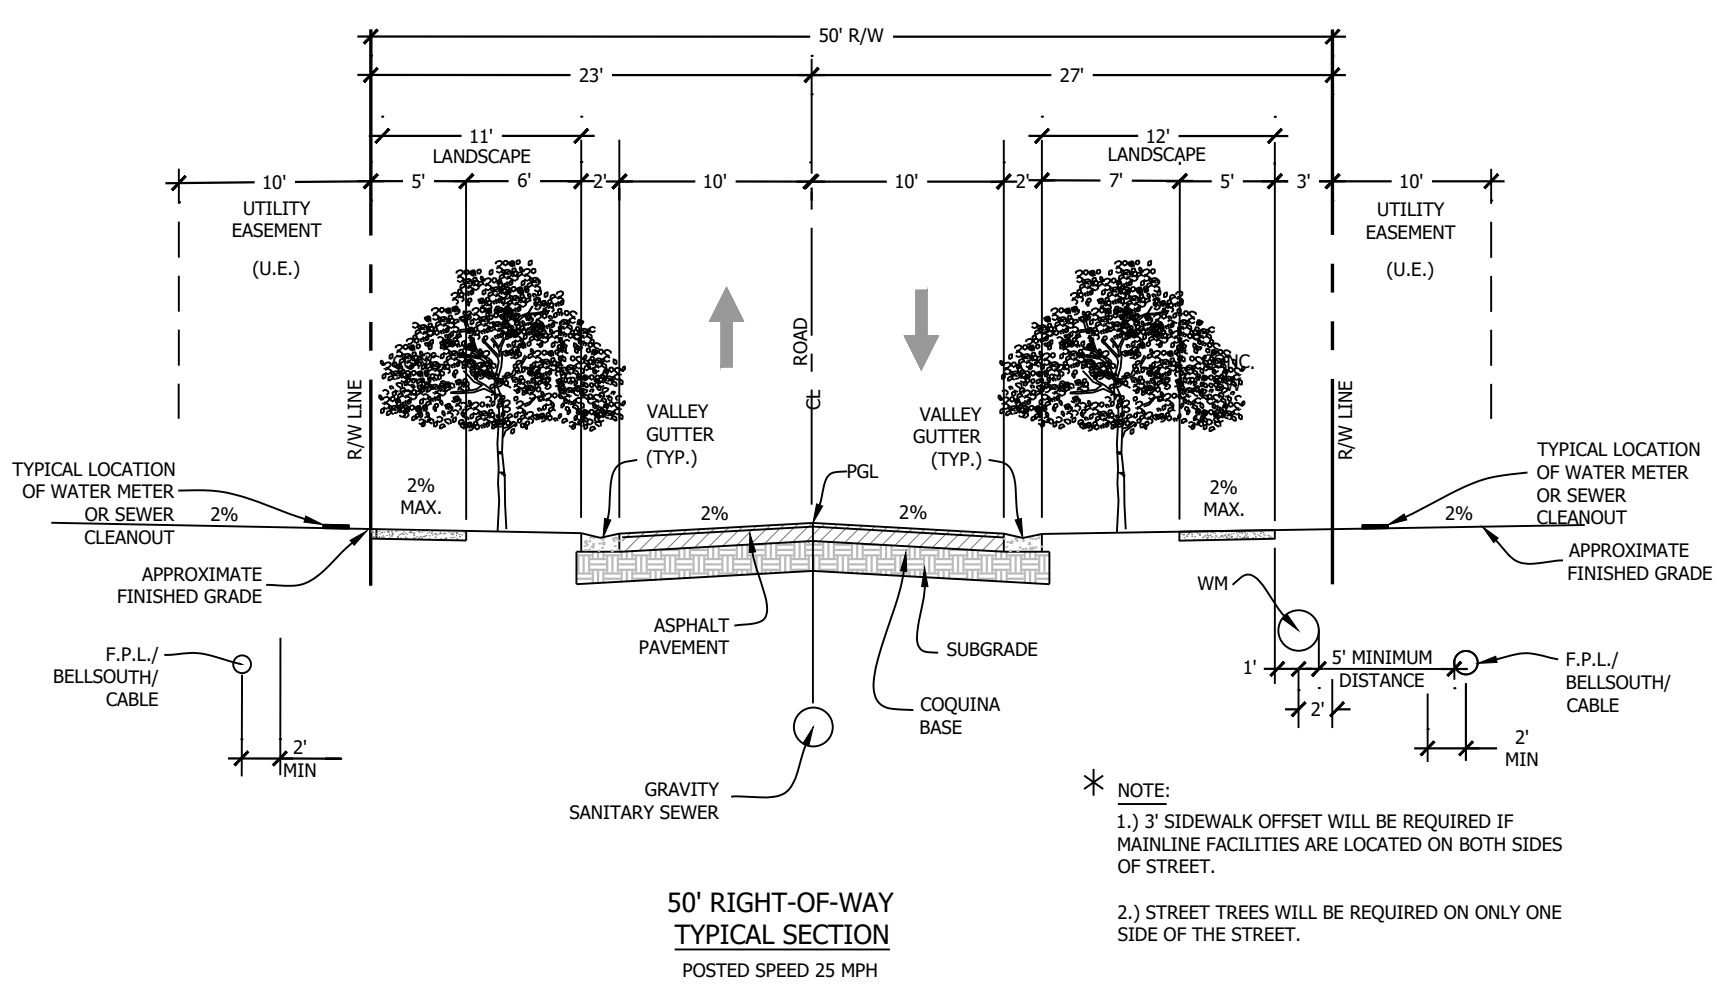 50' R/W
23' 27'
11'
LANDSCAPE
12'
LANDSCAPE
10' 5' 6' 2' 10' 10' 2' 7' 5' 3' 10'
UTILITY
EASEMENT
(U.E.)
UTILITY
EASEMENT
(U.E.)
R/W LINE
CL ROAD
R/W LINE
VALLEY
GUTTER
(TYP.)
VALLEY
GUTTER
(TYP.)
PGL
TYPICAL LOCATION
OF WATER METER
OR SEWER
CLEANOUT
2%
2%
MAX.
2%
2%
2%
MAX.
2%
TYPICAL LOCATION
OF WATER METER
OR SEWER
CLEANOUT
APPROXIMATE
FINISHED GRADE
APPROXIMATE
FINISHED GRADE
ASPHALT
PAVEMENT
SUBGRADE
COQUINA
BASE
WM
F.P.L./
BELLSOUTH/
CABLE
2'
MIN
1'
5' MINIMUM
DISTANCE
2'
F.P.L./
BELLSOUTH/
CABLE
2'
MIN
GRAVITY
SANITARY SEWER
NOTE:
1.) 3' SIDEWALK OFFSET WILL BE REQUIRED IF
MAINLINE FACILITIES ARE LOCATED ON BOTH SIDES
OF STREET.
2.) STREET TREES WILL BE REQUIRED ON ONLY ONE
SIDE OF THE STREET.
50' RIGHT-OF-WAY
TYPICAL SECTION
POSTED SPEED 25 MPH